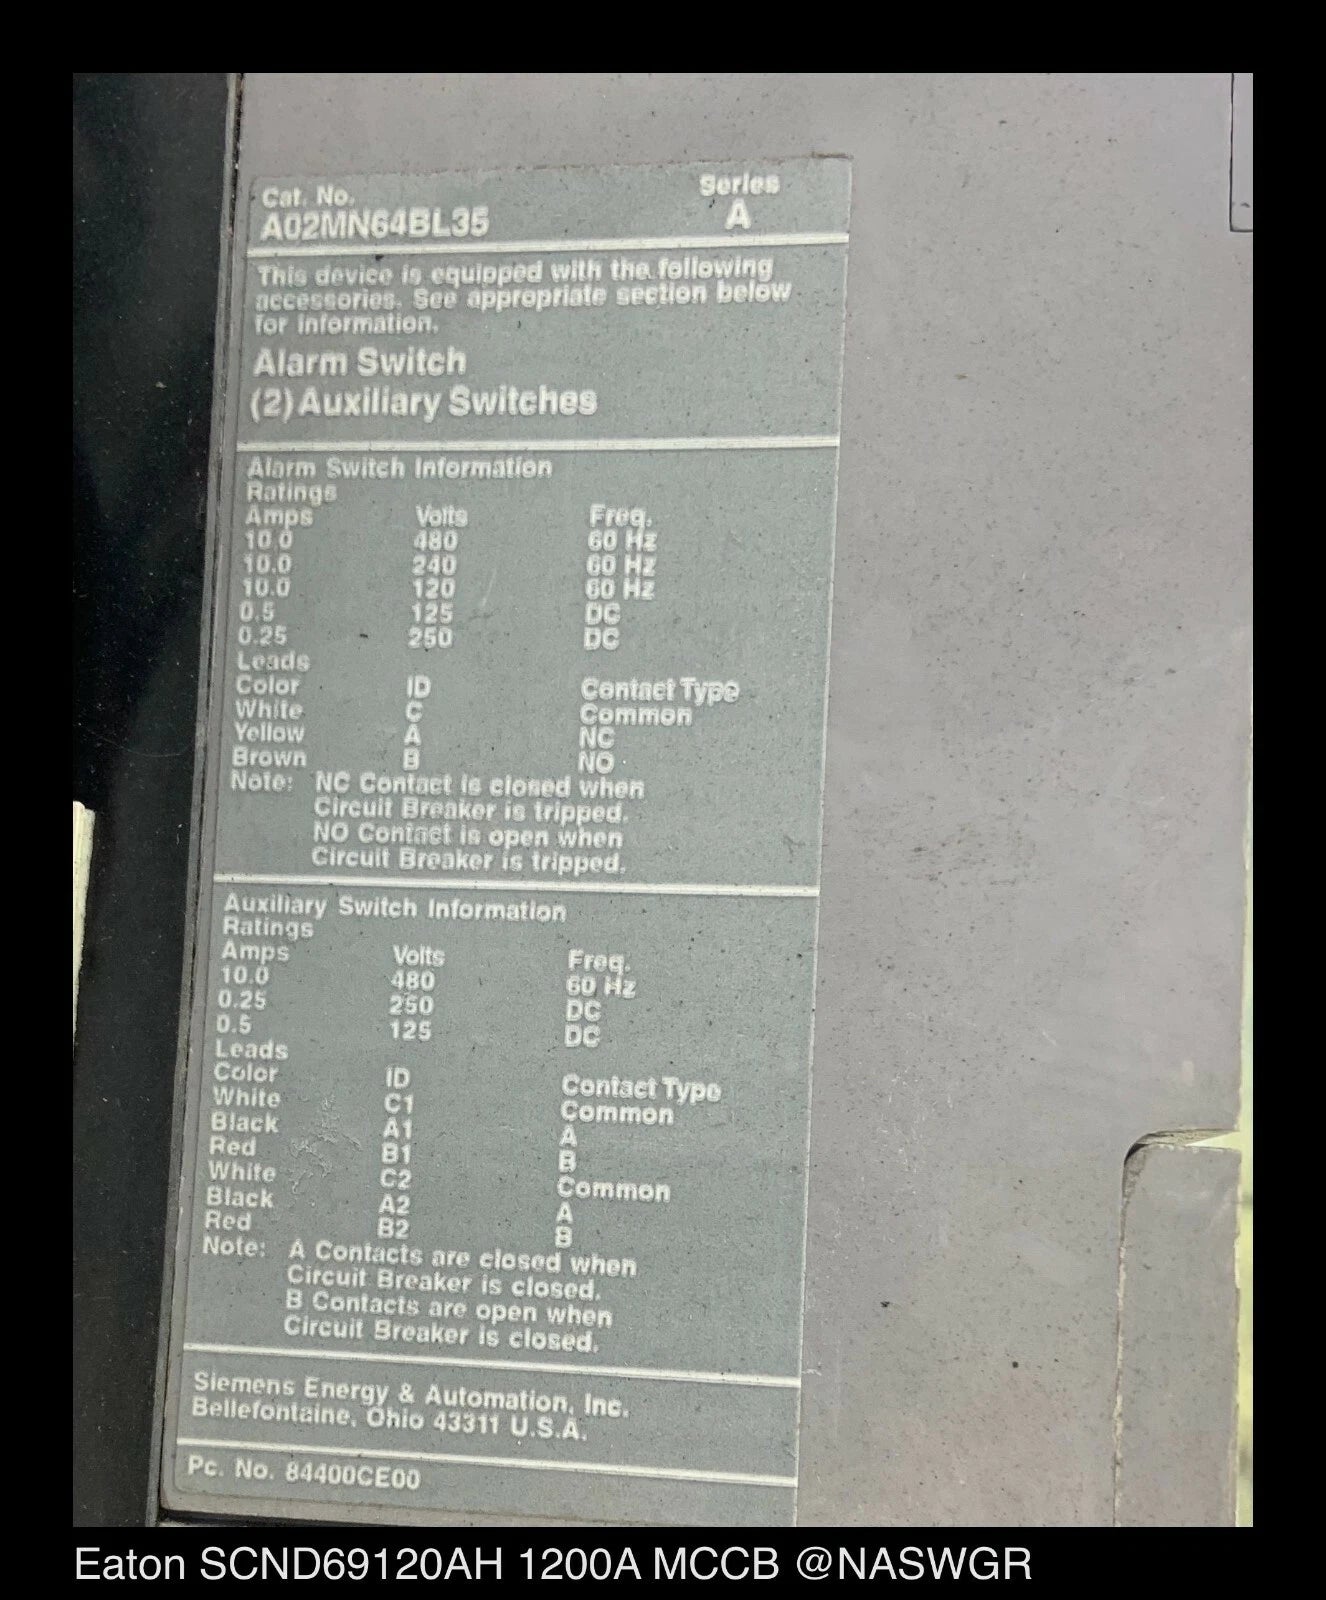 Cat. No. Series
A02MN64BL35 A
This device is equipped with the following
accessories. See appropriate section below
for information.
Alarm Switch
(2) Auxiliary Switches
Alarm Switch Information
Ratings
Amps Volts Freq.
10.0 480 60 Hz
10.0 240 60 Hz
10.0 120 60 Hz
0.5 125 DC
0.25 250 DC
Leads
Color ID Contact Type
White C Common
Yellow A NC
Brown B NO
Note: NC Contact is closed when
Circuit Breaker is tripped.
NO Contact is open when
Circuit Breaker is tripped.
Auxiliary Switch Information
Ratings
Amps Volts Freq.
10.0 480 60 Hz
0.25 250 DC
0.5 125 DC
Leads
Color ID Contact Type
White C1 Common
Black A1 A
Red B1 B
White C2 Common
Black A2 A
Red B2 B
Note: A Contacts are closed when
Circuit Breaker is closed.
B Contacts are open when
Circuit Breaker is closed.
Siemens Energy & Automation, Inc.
Bellefontaine, Ohio 43311 U.S.A.
Pc. No. 84400CE00
Eaton SCND69120AH 1200A MCCB @NASWGR